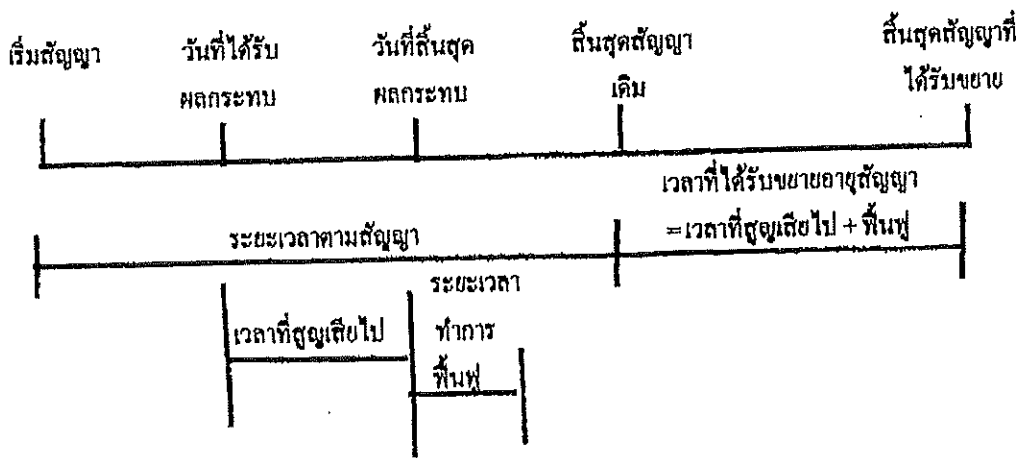 เริ่มสัญญา
วันที่ได้รับ
ผลกระทบ
วันที่สิ้นสุด
ผลกระทบ
สิ้นสุดสัญญา
เดิม
สิ้นสุดสัญญาที่
ได้รับขยาย
เวลาที่ได้รับขยายอายุสัญญา
=เวลาที่สูญเสียไป + ฟื้นฟู
ระยะเวลาตามสัญญา
เวลาที่สูญเสียไป
ระยะเวลา
ทำการ
ฟื้นฟู